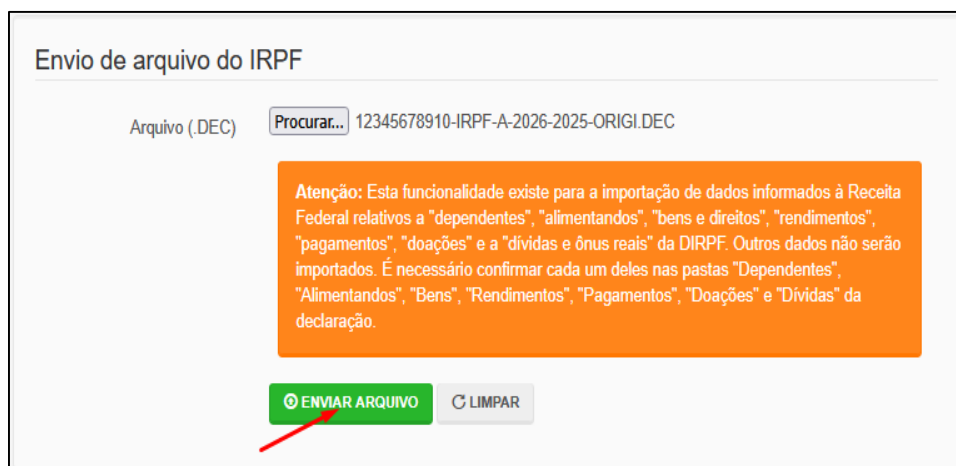 Envio de arquivo do IRPF
Arquivo (.DEC) Procurar... 12345678910-IRPF-A-2026-2025-ORIGI.DEC
Atenção: Esta funcionalidade existe para a importação de dados informados à Receita
Federal relativos a "dependentes", "alimentandos", "bens e direitos", "rendimentos",
"pagamentos", "doações" e a "dívidas e ônus reais" da DIRPF. Outros dados não serão
importados. É necessário confirmar cada um deles nas pastas "Dependentes",
"Alimentandos", "Bens", "Rendimentos", "Pagamentos", "Doações" e "Dívidas" da
declaração.
ENVIAR ARQUIVO LIMPAR